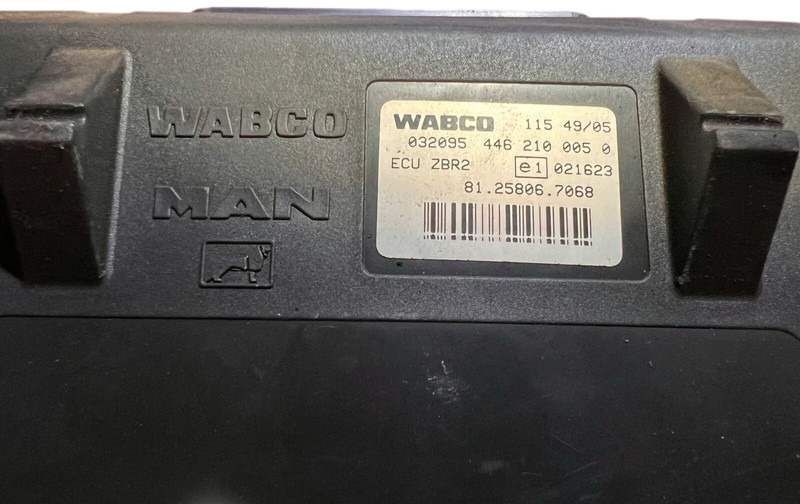 WABCO
MAN
WABCO 115 49/05
032095 446 210 005 0
ECU ZBR2 e1 021623
81.25806.7068